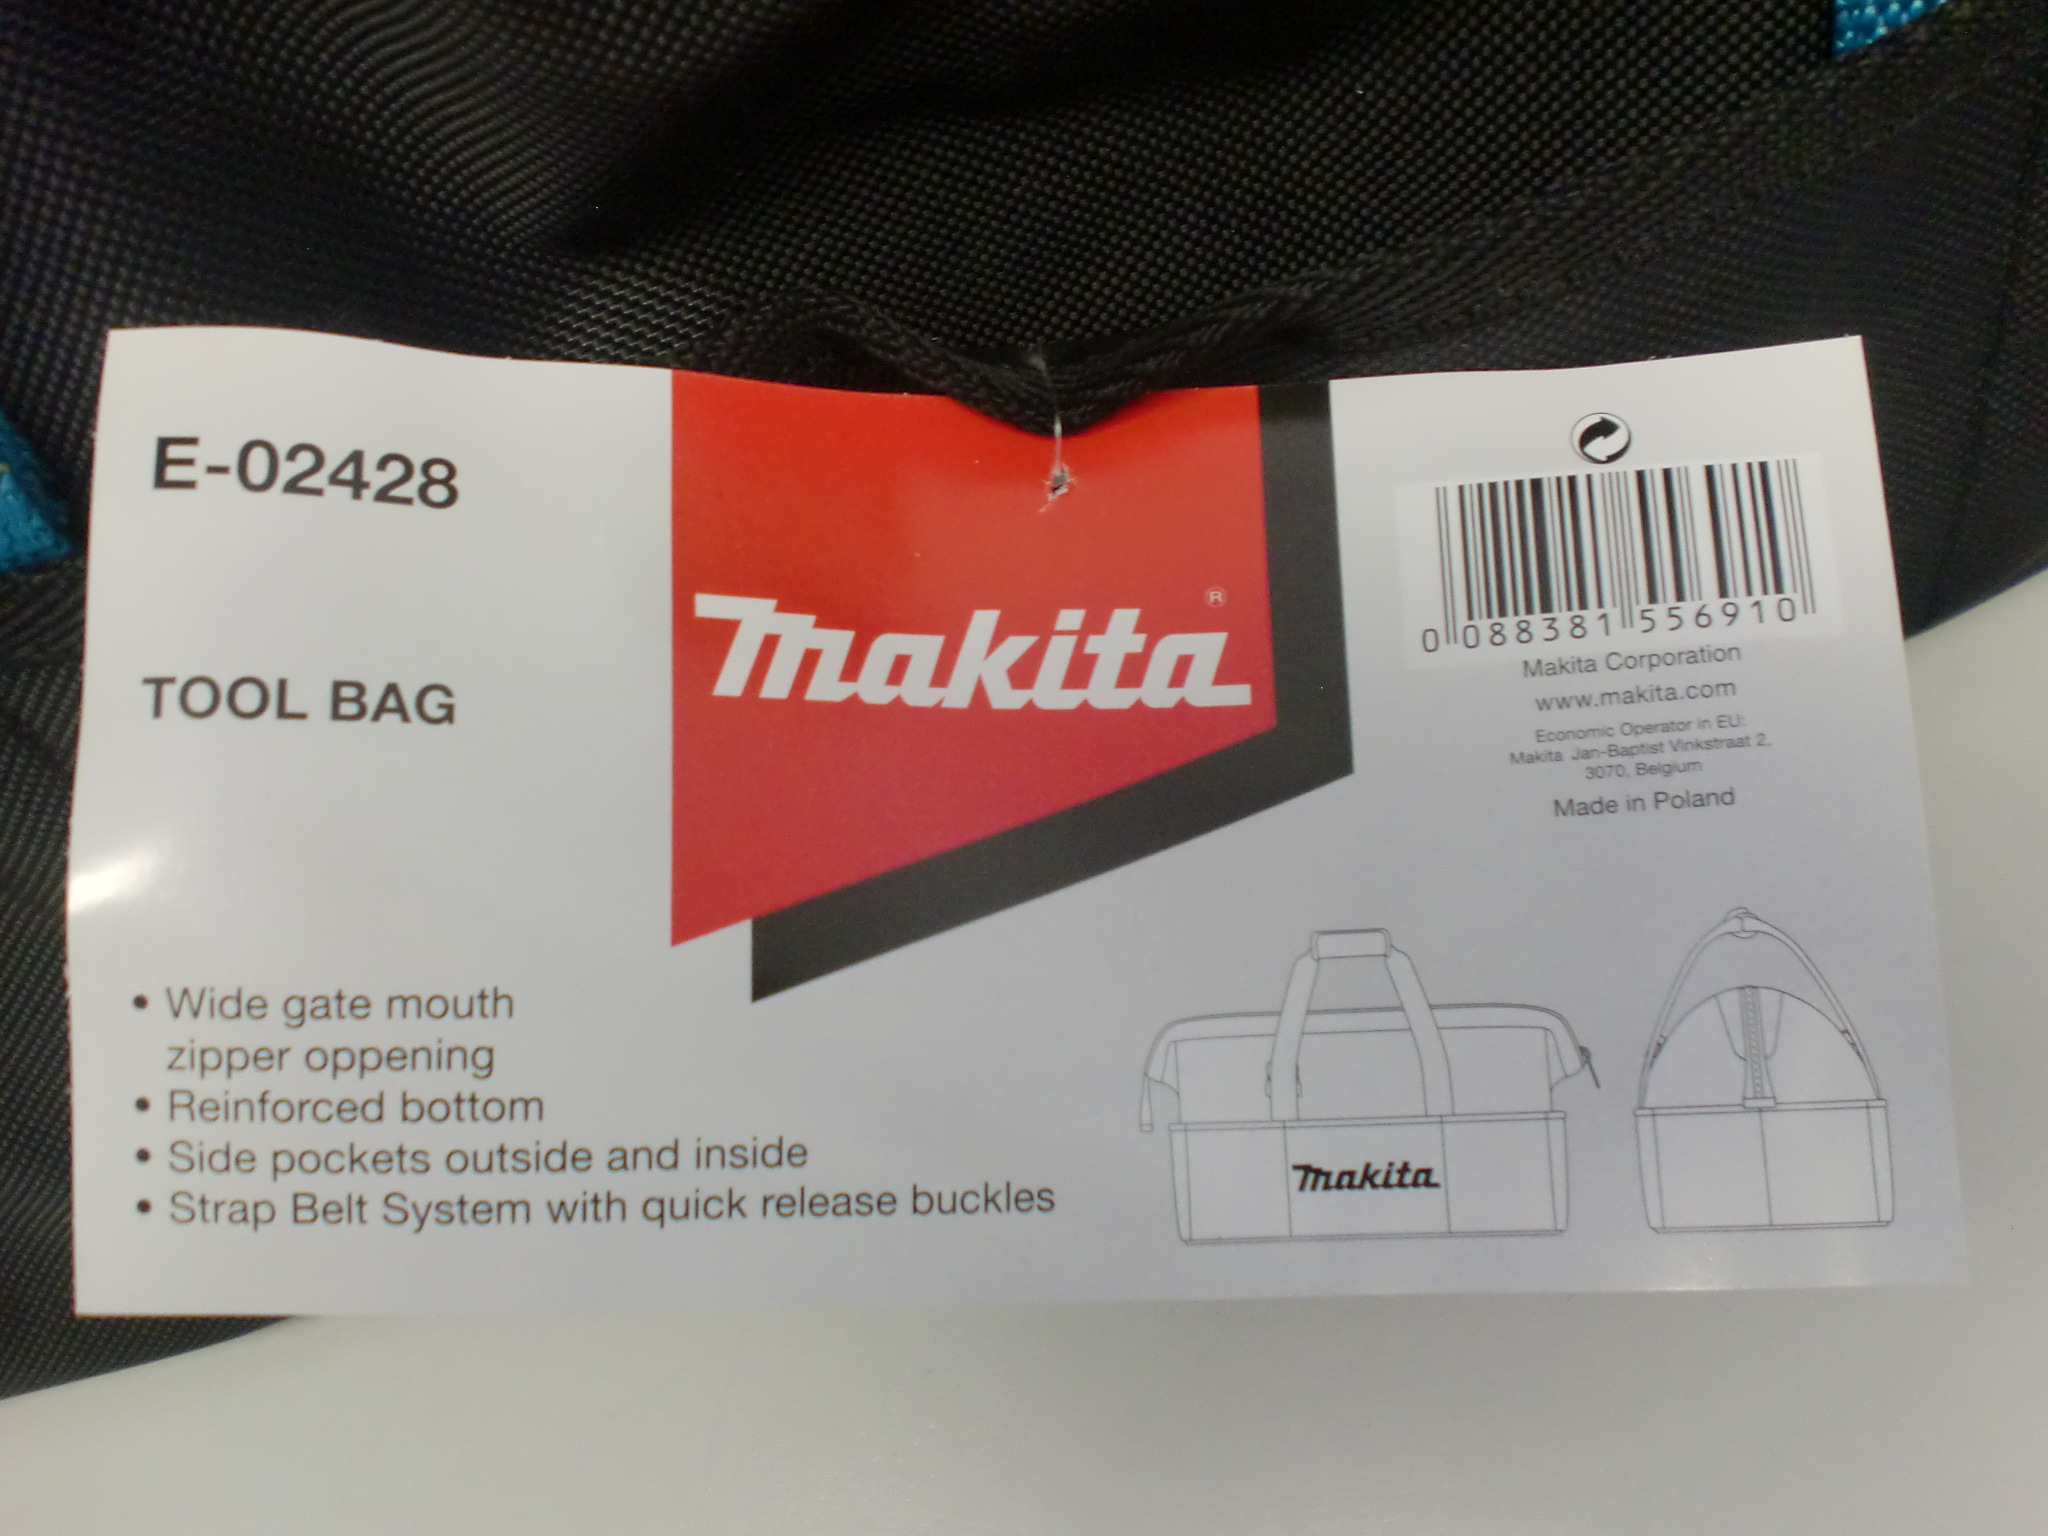 E-02428
TOOL BAG
• Wide gate mouth
zipper oppening
• Reinforced bottom
• Side pockets outside and inside
• Strap Belt System with quick release buckles
makita ®
0 088381 556910
Makita Corporation
www.makita.com
Economic Operator in EU:
Makita Jan-Baptist Vinkstraat 2,
3070, Belgium
Made in Poland
makita